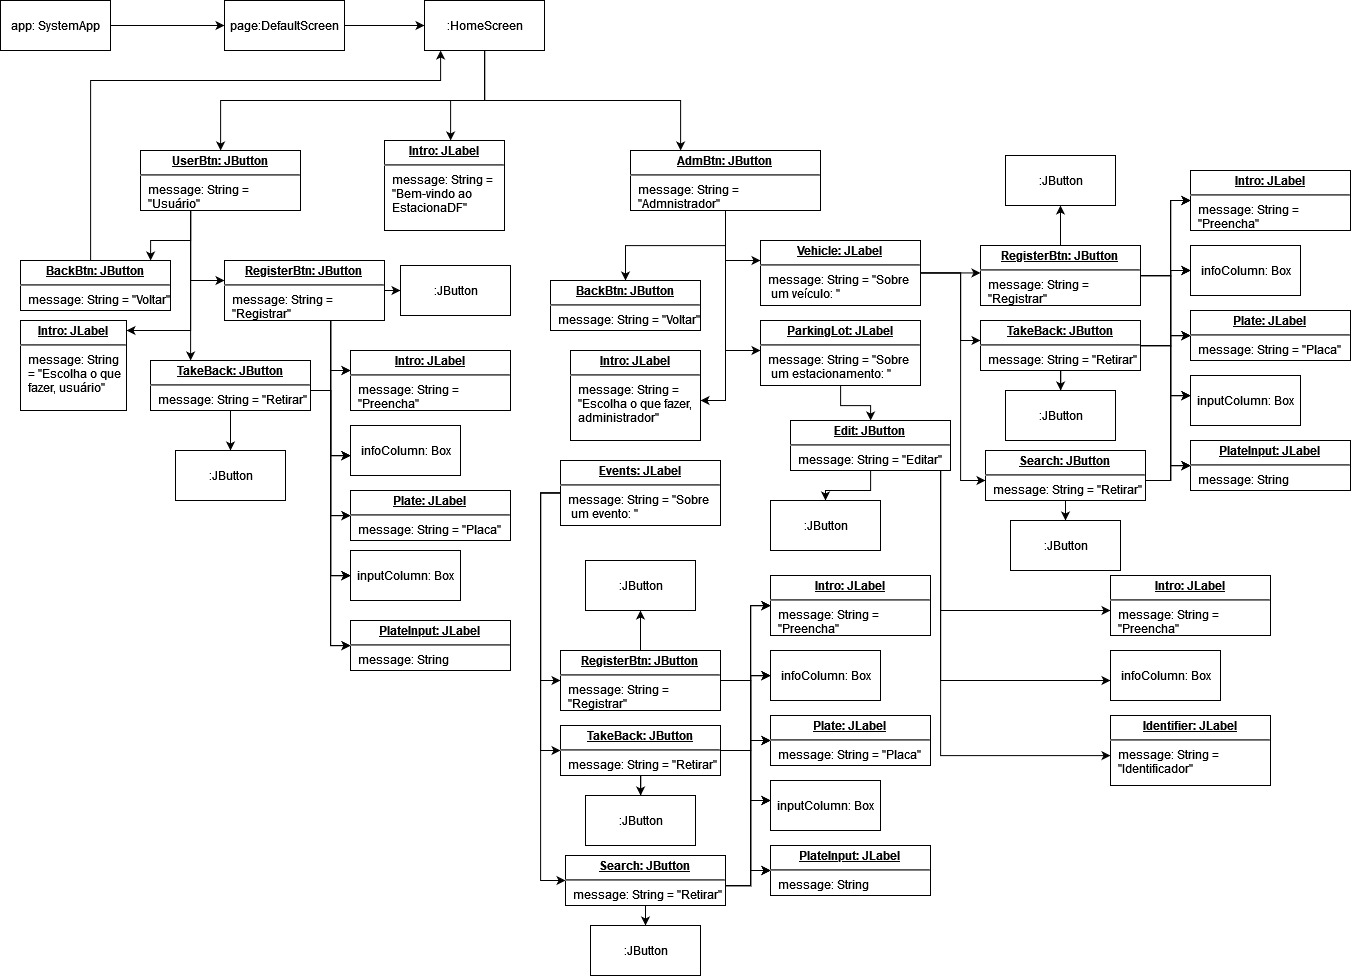 app: SystemApp
page:DefaultScreen
:HomeScreen
UserBtn: JButton
message: String =
"Usuário"
Intro: JLabel
message: String =
"Bem-vindo ao
EstacionaDF"
AdmBtn: JButton
message: String =
"Admnistrador"
:JButton
Intro: JLabel
message: String =
"Preencha"
BackBtn: JButton
message: String = "Voltar"
RegisterBtn: JButton
message: String =
"Registrar"
:JButton
Intro: JLabel
message: String
= "Escolha o que
fazer, usuário"
TakeBack: JButton
message: String = "Retirar"
:JButton
Intro: JLabel
message: String =
"Preencha"
infoColumn: Box
Plate: JLabel
message: String = "Placa"
inputColumn: Box
PlateInput: JLabel
message: String
BackBtn: JButton
message: String = "Voltar"
Intro: JLabel
message: String =
"Escolha o que fazer,
administrador"
Vehicle: JLabel
message: String = "Sobre
um veículo: "
ParkingLot: JLabel
message: String = "Sobre
um estacionamento: "
Edit: JButton
message: String = "Editar"
:JButton
RegisterBtn: JButton
message: String =
"Registrar"
TakeBack: JButton
message: String = "Retirar"
:JButton
Search: JButton
message: String = "Retirar"
:JButton
infoColumn: Box
Plate: JLabel
message: String = "Placa"
inputColumn: Box
PlateInput: JLabel
message: String
Events: JLabel
message: String = "Sobre
um evento: "
:JButton
RegisterBtn: JButton
message: String =
"Registrar"
TakeBack: JButton
message: String = "Retirar"
:JButton
Search: JButton
message: String = "Retirar"
:JButton
Intro: JLabel
message: String =
"Preencha"
infoColumn: Box
Plate: JLabel
message: String = "Placa"
inputColumn: Box
PlateInput: JLabel
message: String
Intro: JLabel
message: String =
"Preencha"
infoColumn: Box
Identifier: JLabel
message: String =
"Identificador"